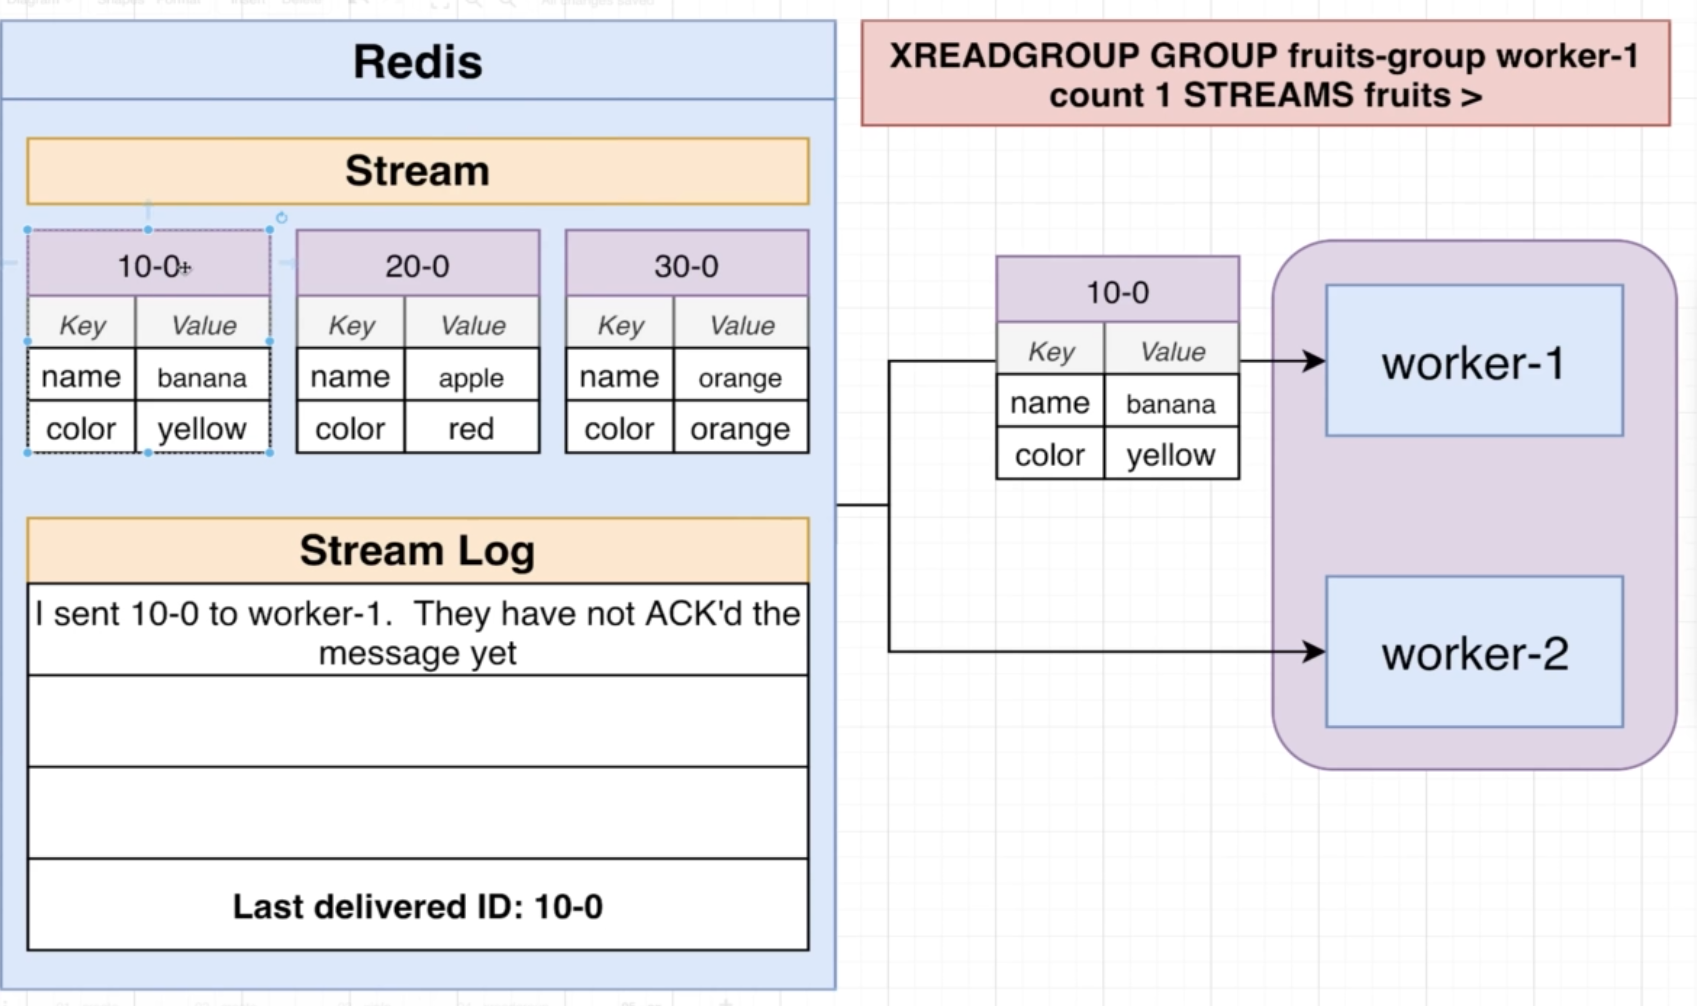 Redis
Stream
10-0
Key Value
name banana
color yellow
20-0
Key Value
name apple
color red
30-0
Key Value
name orange
color orange
Stream Log
I sent 10-0 to worker-1.  They have not ACK'd the
message yet
Last delivered ID: 10-0
XREADGROUP GROUP fruits-group worker-1
count 1 STREAMS fruits >
10-0
Key Value
name banana
color yellow
worker-1
worker-2